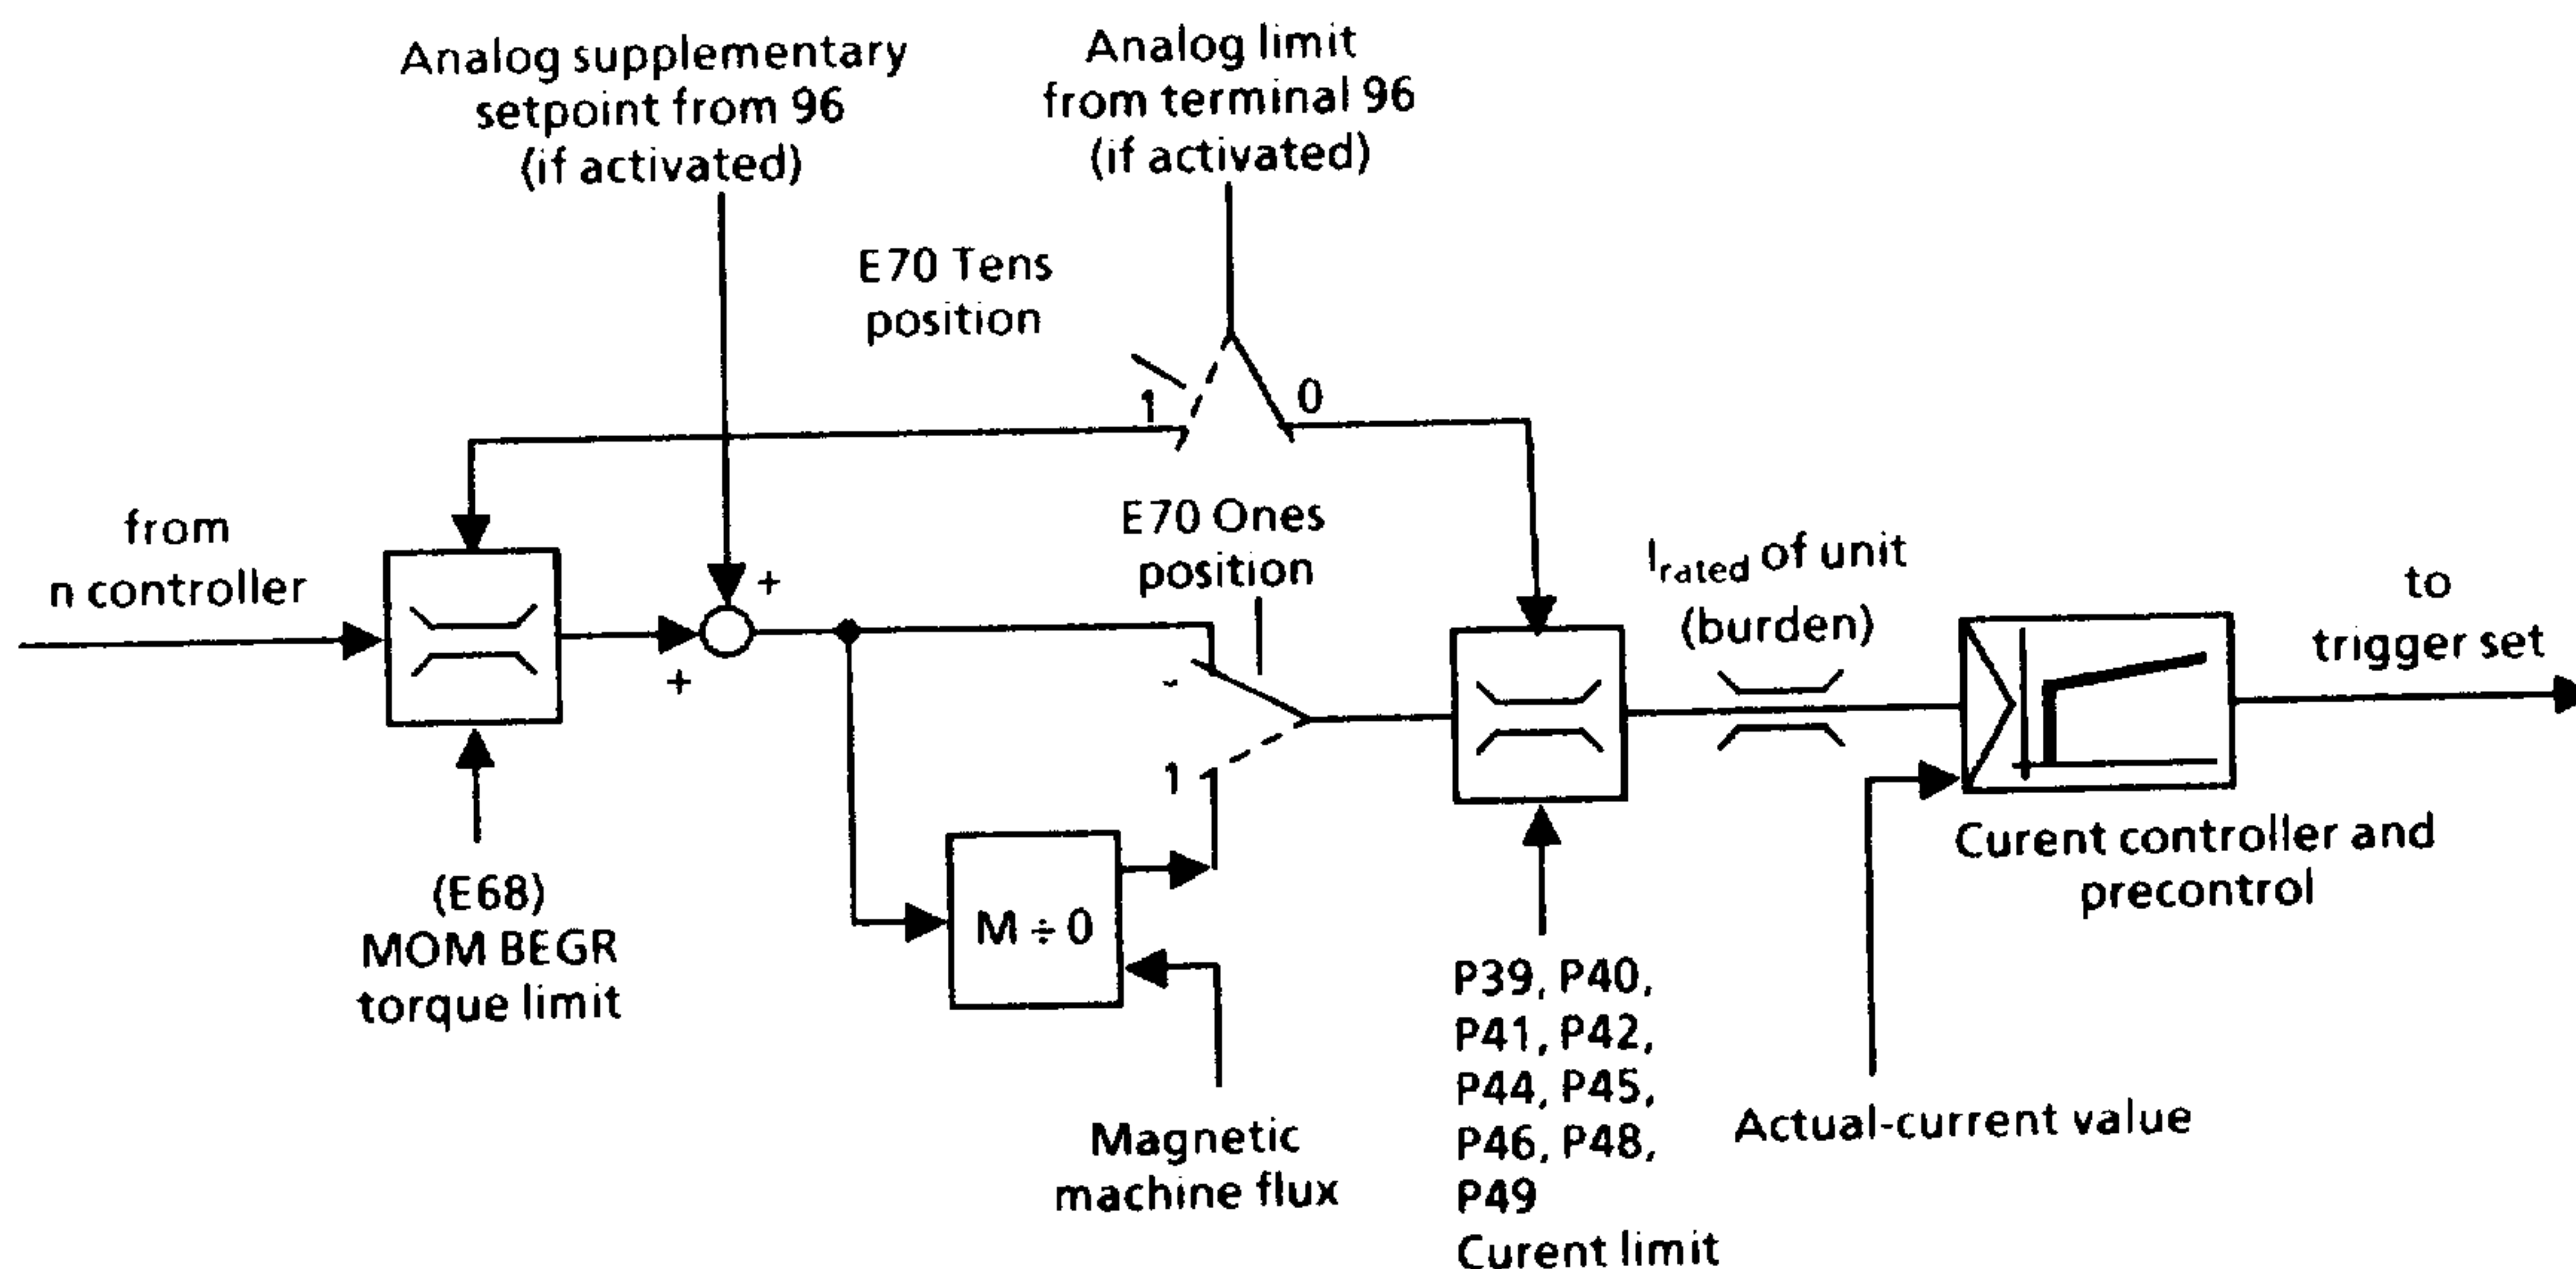 Analog supplementary
setpoint from 96
(if activated)
Analog limit
from terminal 96
(if activated)
E70 Tens
position
1
0
from
n controller
+
+
E70 Ones
position
-
1
I rated of unit
(burden)
to
trigger set
(E68)
MOM BEGR
torque limit
M ÷ 0
Magnetic
machine flux
P39, P40,
P41, P42,
P44, P45,
P46, P48,
P49
Curent limit
Curent controller and
precontrol
Actual-current value